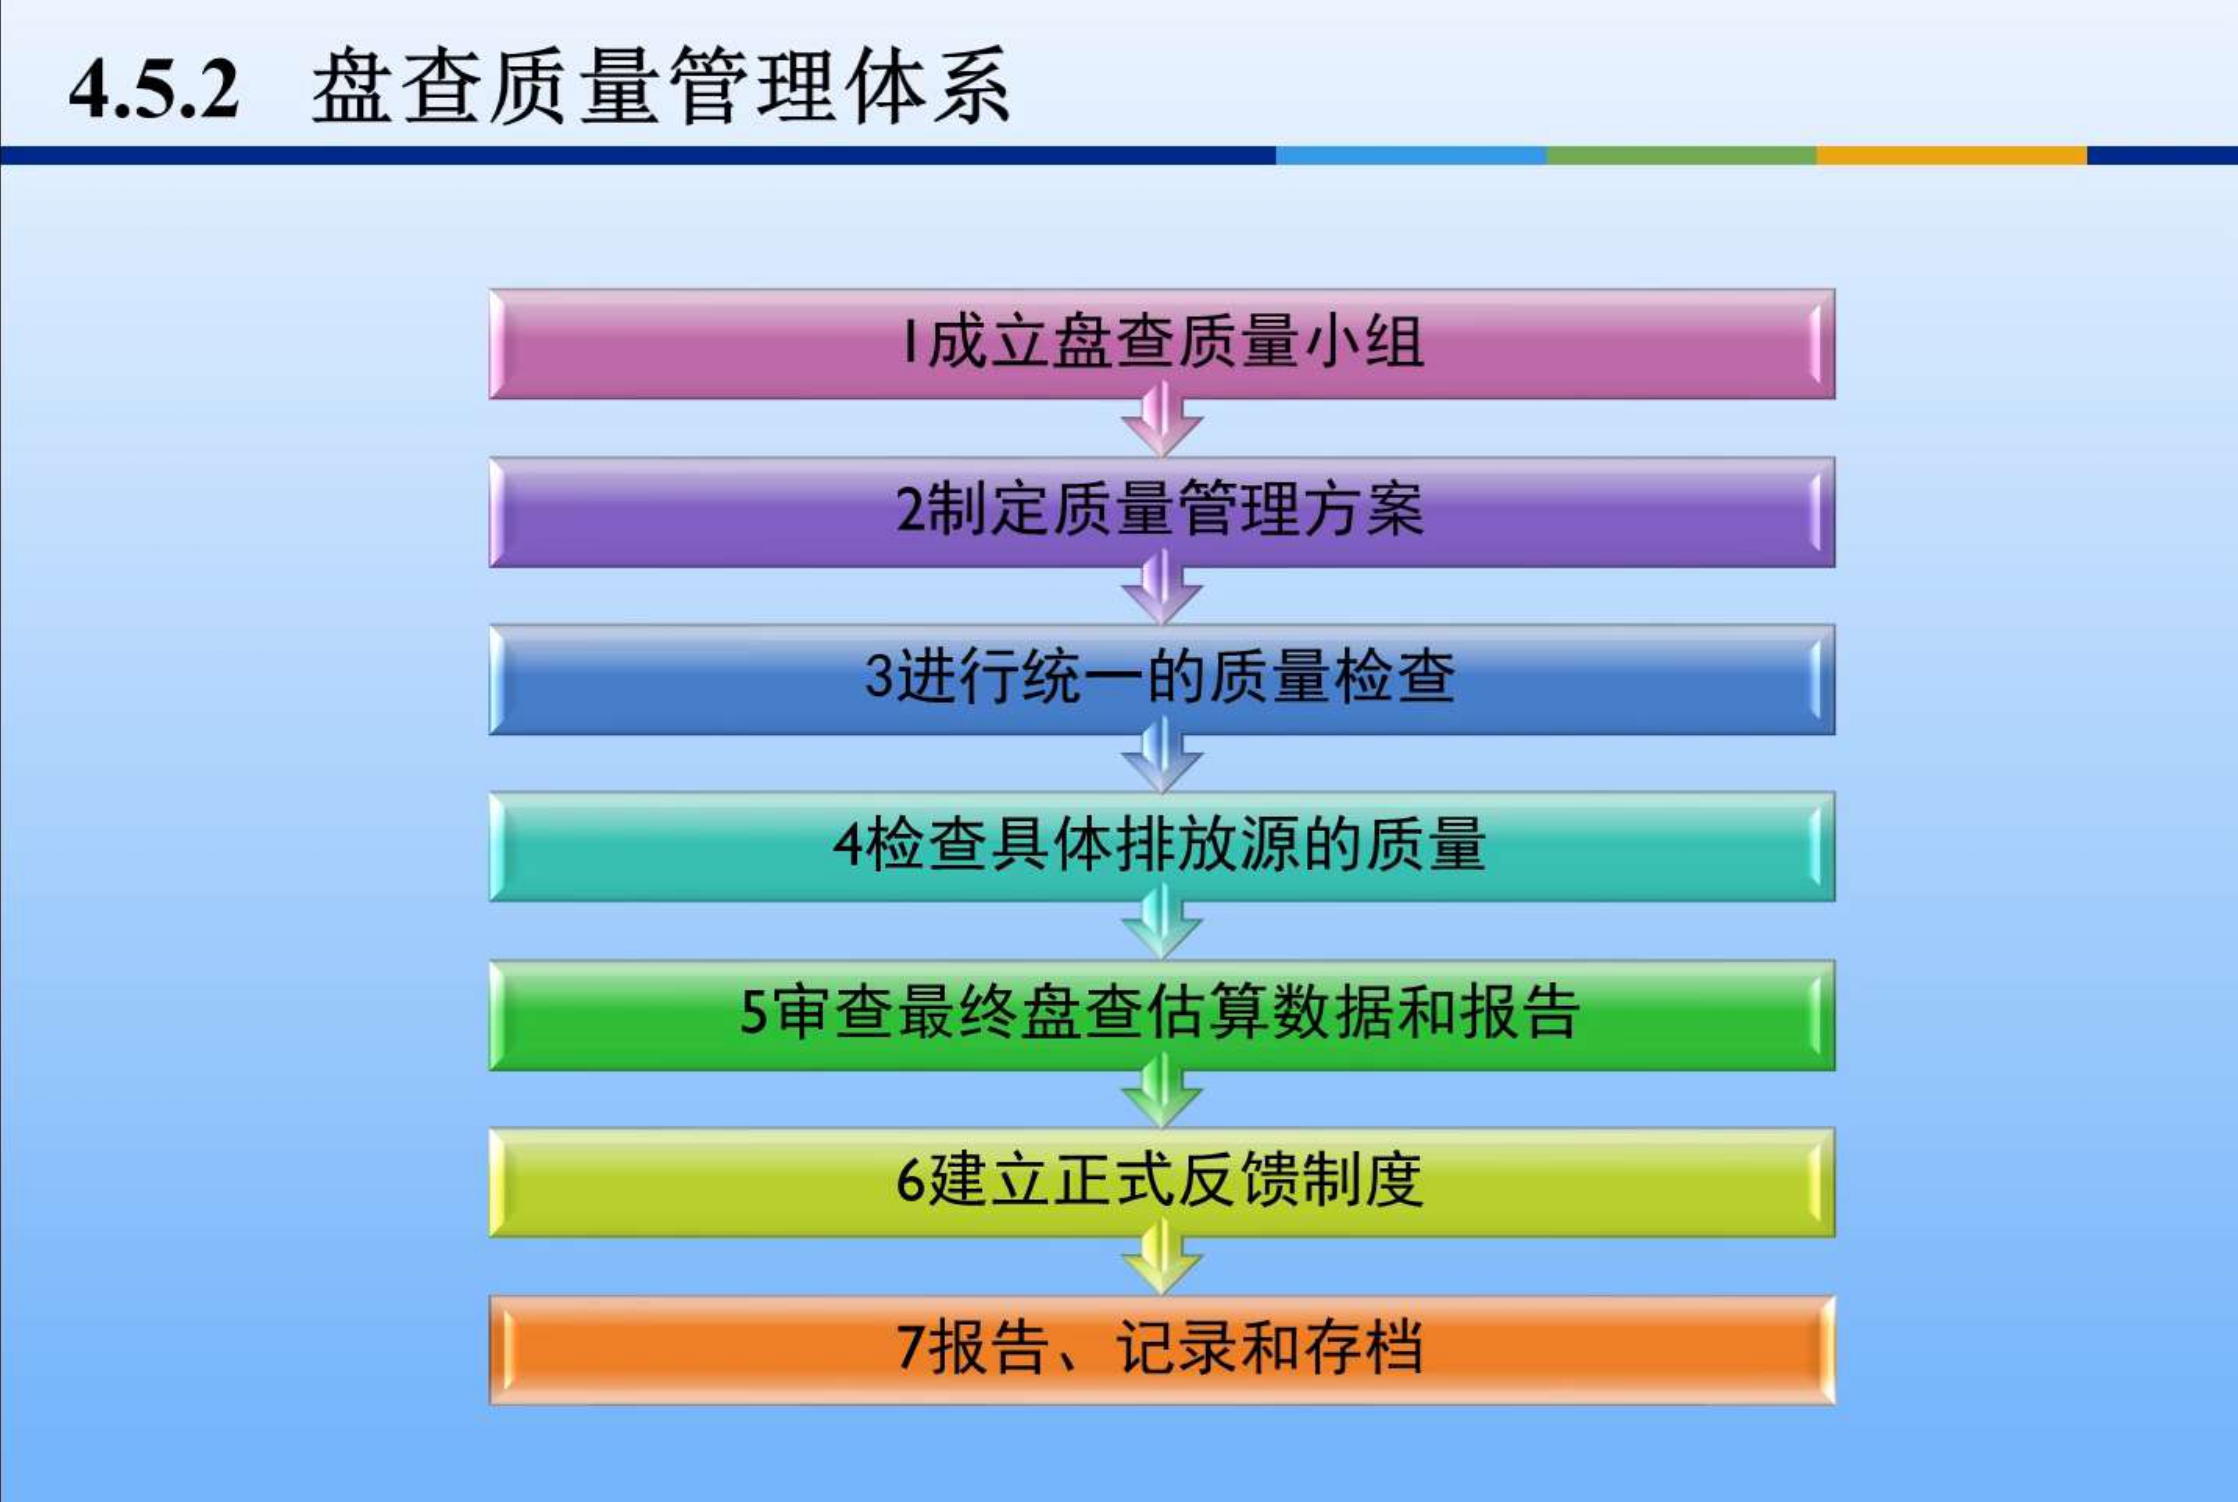 4.5.2 盘查质量管理体系
1成立盘查质量小组
2制定质量管理方案
3进行统一的质量检查
4检查具体排放源的质量
5审查最终盘查估算数据和报告
6建立正式反馈制度
7报告、记录和存档